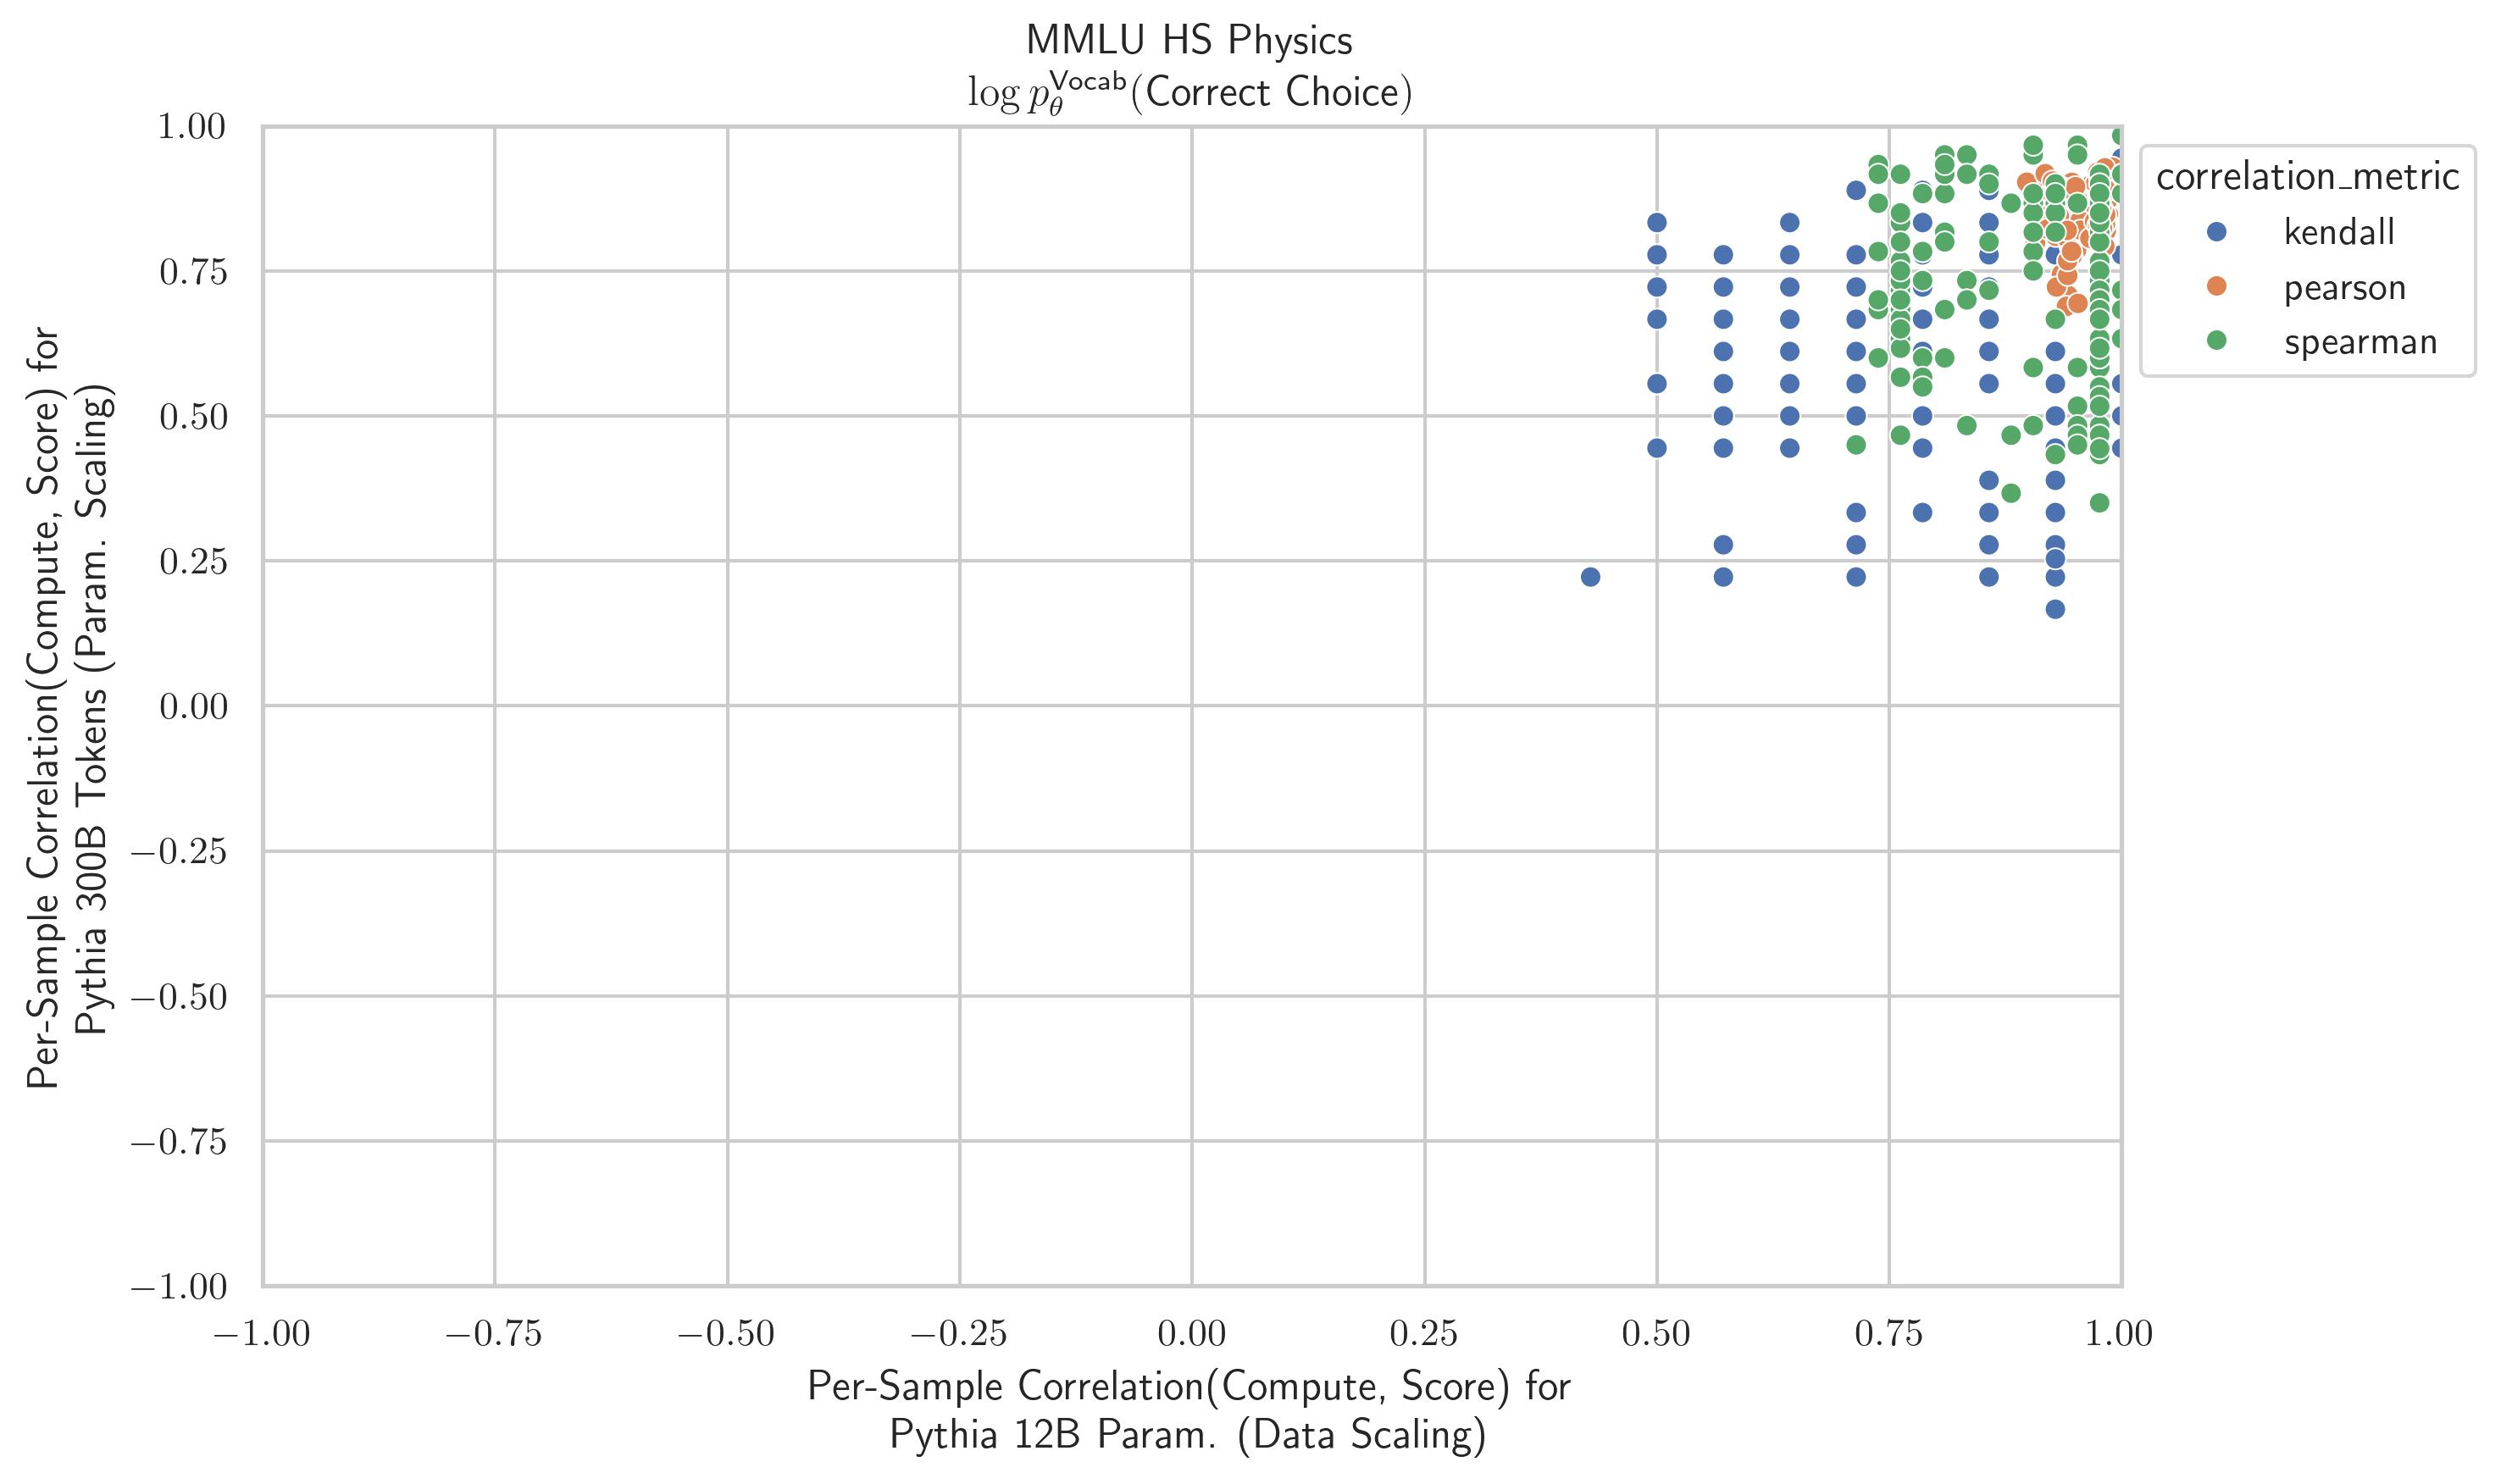 MMLU HS Physics
log p_θ^Vocab(Correct Choice)
1.00
0.75
0.50
0.25
0.00
−0.25
−0.50
−0.75
−1.00
Per-Sample Correlation(Compute, Score) for
Pythia 300B Tokens (Param. Scaling)
correlation_metric
kendall
pearson
spearman
−1.00 −0.75 −0.50 −0.25 0.00 0.25 0.50 0.75 1.00
Per-Sample Correlation(Compute, Score) for
Pythia 12B Param. (Data Scaling)